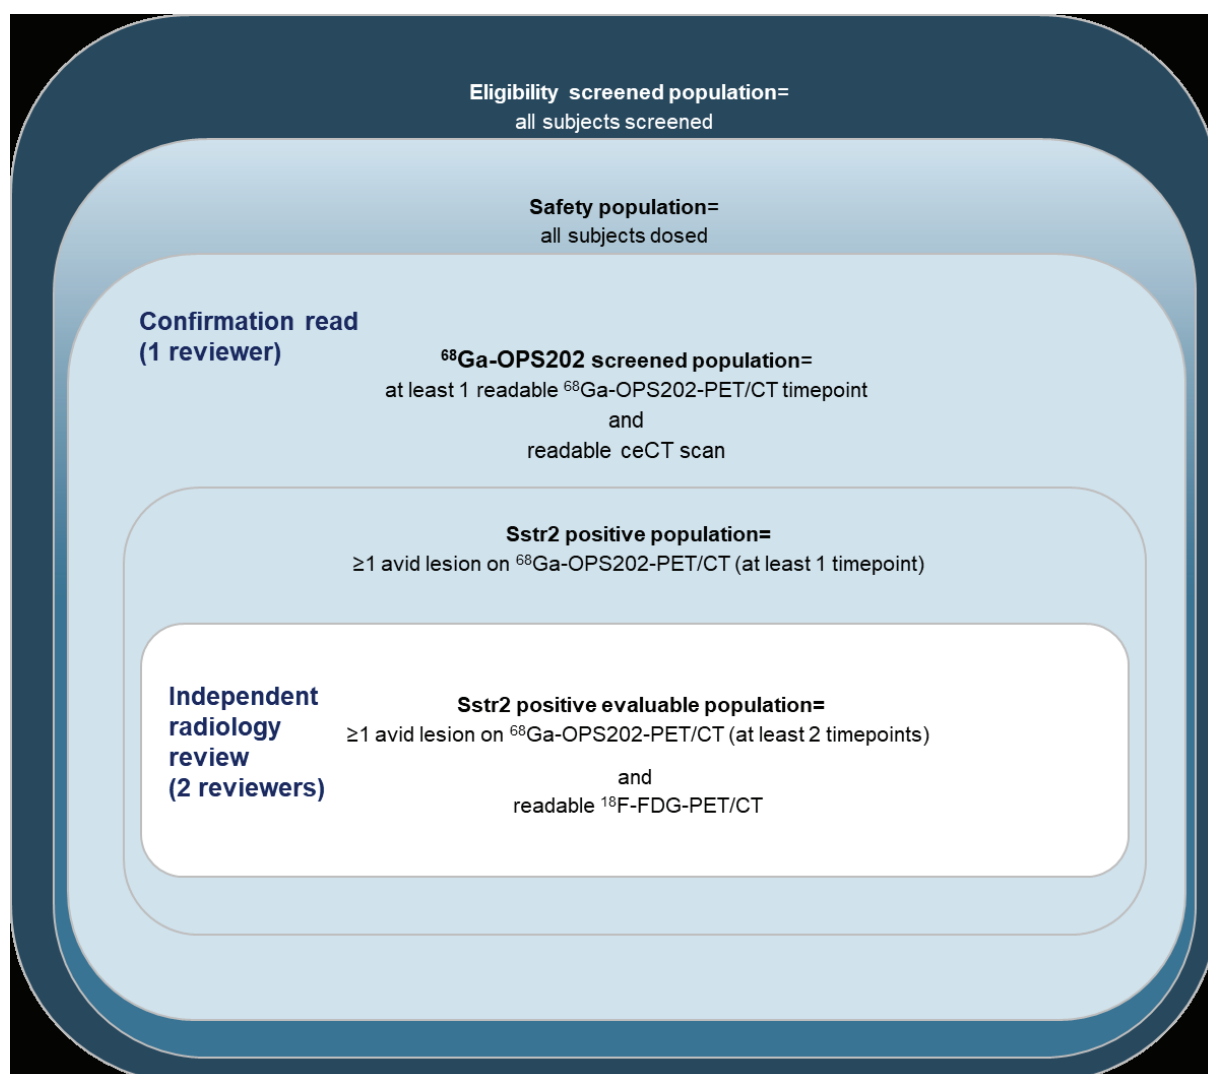 Eligibility screened population=
all subjects screened
Safety population=
all subjects dosed
Confirmation read
(1 reviewer)
⁶⁸Ga-OPS202 screened population=
at least 1 readable ⁶⁸Ga-OPS202-PET/CT timepoint
and
readable ceCT scan
Sstr2 positive population=
≥1 avid lesion on ⁶⁸Ga-OPS202-PET/CT (at least 1 timepoint)
Independent
radiology
review
(2 reviewers)
Sstr2 positive evaluable population=
≥1 avid lesion on ⁶⁸Ga-OPS202-PET/CT (at least 2 timepoints)
and
readable ¹⁸F-FDG-PET/CT